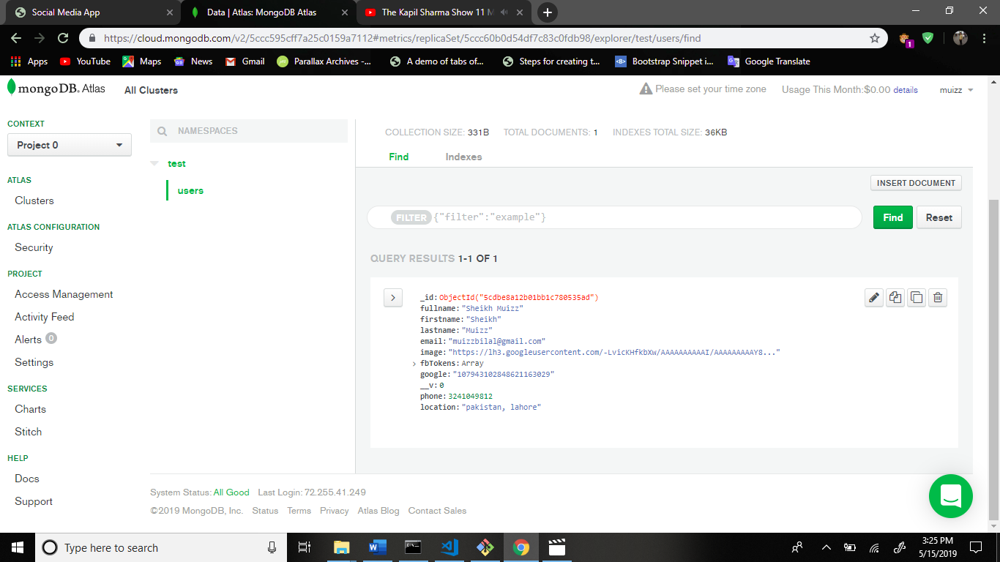 Social Media App
Data | Atlas: MongoDB Atlas
The Kapil Sharma Show 11 M
https://cloud.mongodb.com/v2/5ccc595cff7a25c0159a7112#metrics/replicaSet/5ccc60b0d54df7c83c0fdb98/explorer/test/users/find
1
Apps YouTube Maps News Gmail Parallax Archives -... A demo of tabs of... Steps for creating t... Bootstrap Snippet i... Google Translate
mongoDB. Atlas
All Clusters
Please set your time zone
Usage This Month:$0.00 details
muizz
CONTEXT
Project 0
ATLAS
Clusters
ATLAS CONFIGURATION
Security
PROJECT
Access Management
Activity Feed
Alerts 0
Settings
SERVICES
Charts
Stitch
HELP
Docs
Support
NAMESPACES
test
users
COLLECTION SIZE: 331B TOTAL DOCUMENTS: 1 INDEXES TOTAL SIZE: 36KB
Find Indexes
INSERT DOCUMENT
FILTER {"filter":"example"}
Find Reset
QUERY RESULTS 1-1 OF 1
_id: ObjectId("5cdbe8a12b01bb1c780535ad")
fullname: "Sheikh Muizz"
firstname: "Sheikh"
lastname: "Muizz"
email: "muizzbilal@gmail.com"
image: "https://lh3.googleusercontent.com/-LvicKHfkbXw/AAAAAAAAAAI/AAAAAAAAAY8..."
fbTokens: Array
google: "107943102848621163029"
__v: 0
phone: 3241049812
location: "pakistan, lahore"
System Status: All Good Last Login: 72.255.41.249
©2019 MongoDB, Inc. Status Terms Privacy Atlas Blog Contact Sales
Type here to search
3:25 PM
5/15/2019